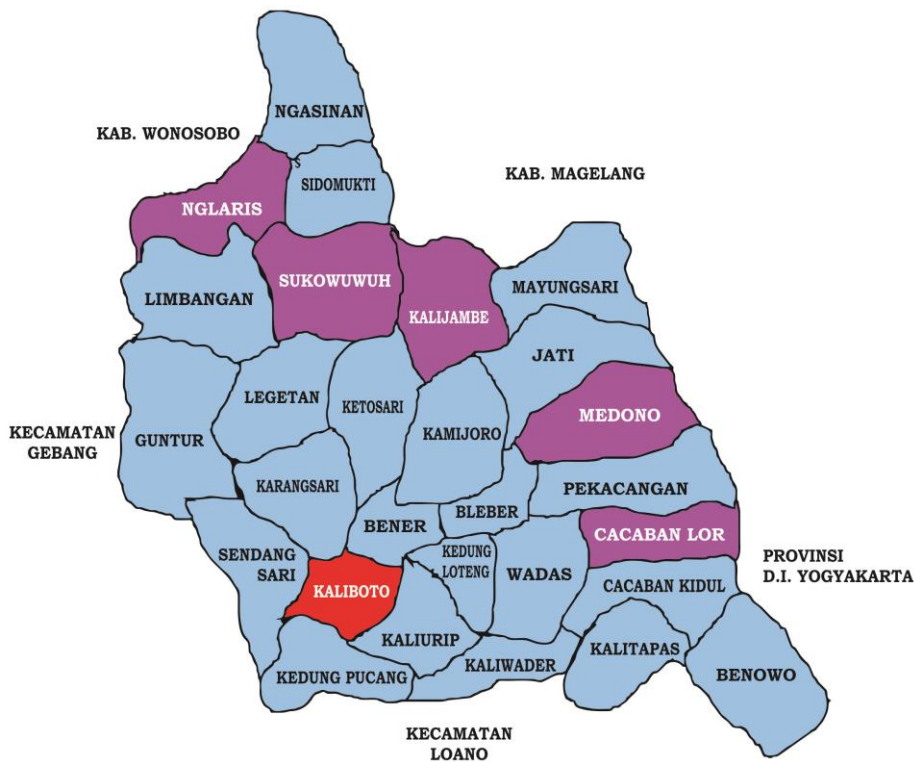 NGASINAN
KAB. WONOSOBO
S
SIDOMUKTI
KAB. MAGELANG
NGLARIS
SUKOWUWUH
MAYUNGSARI
LIMBANGAN
KALIJAMBE
JATI
LEGETAN
KETOSARI
MEDONO
KECAMATAN
GEBANG
GUNTUR
KAMIJORO
KARANGSARI
PEKACANGAN
BENER
BLEBER
CACABAN LOR
SENDANG
SARI
KEDUNG
LOTENG
WADAS
PROVINSI
D.I. YOGYAKARTA
KALIBOTO
CACABAN KIDUL
KALIURIP
KALITAPAS
KEDUNG PUCANG
KALIWADER
BENOWO
KECAMATAN
LOANO